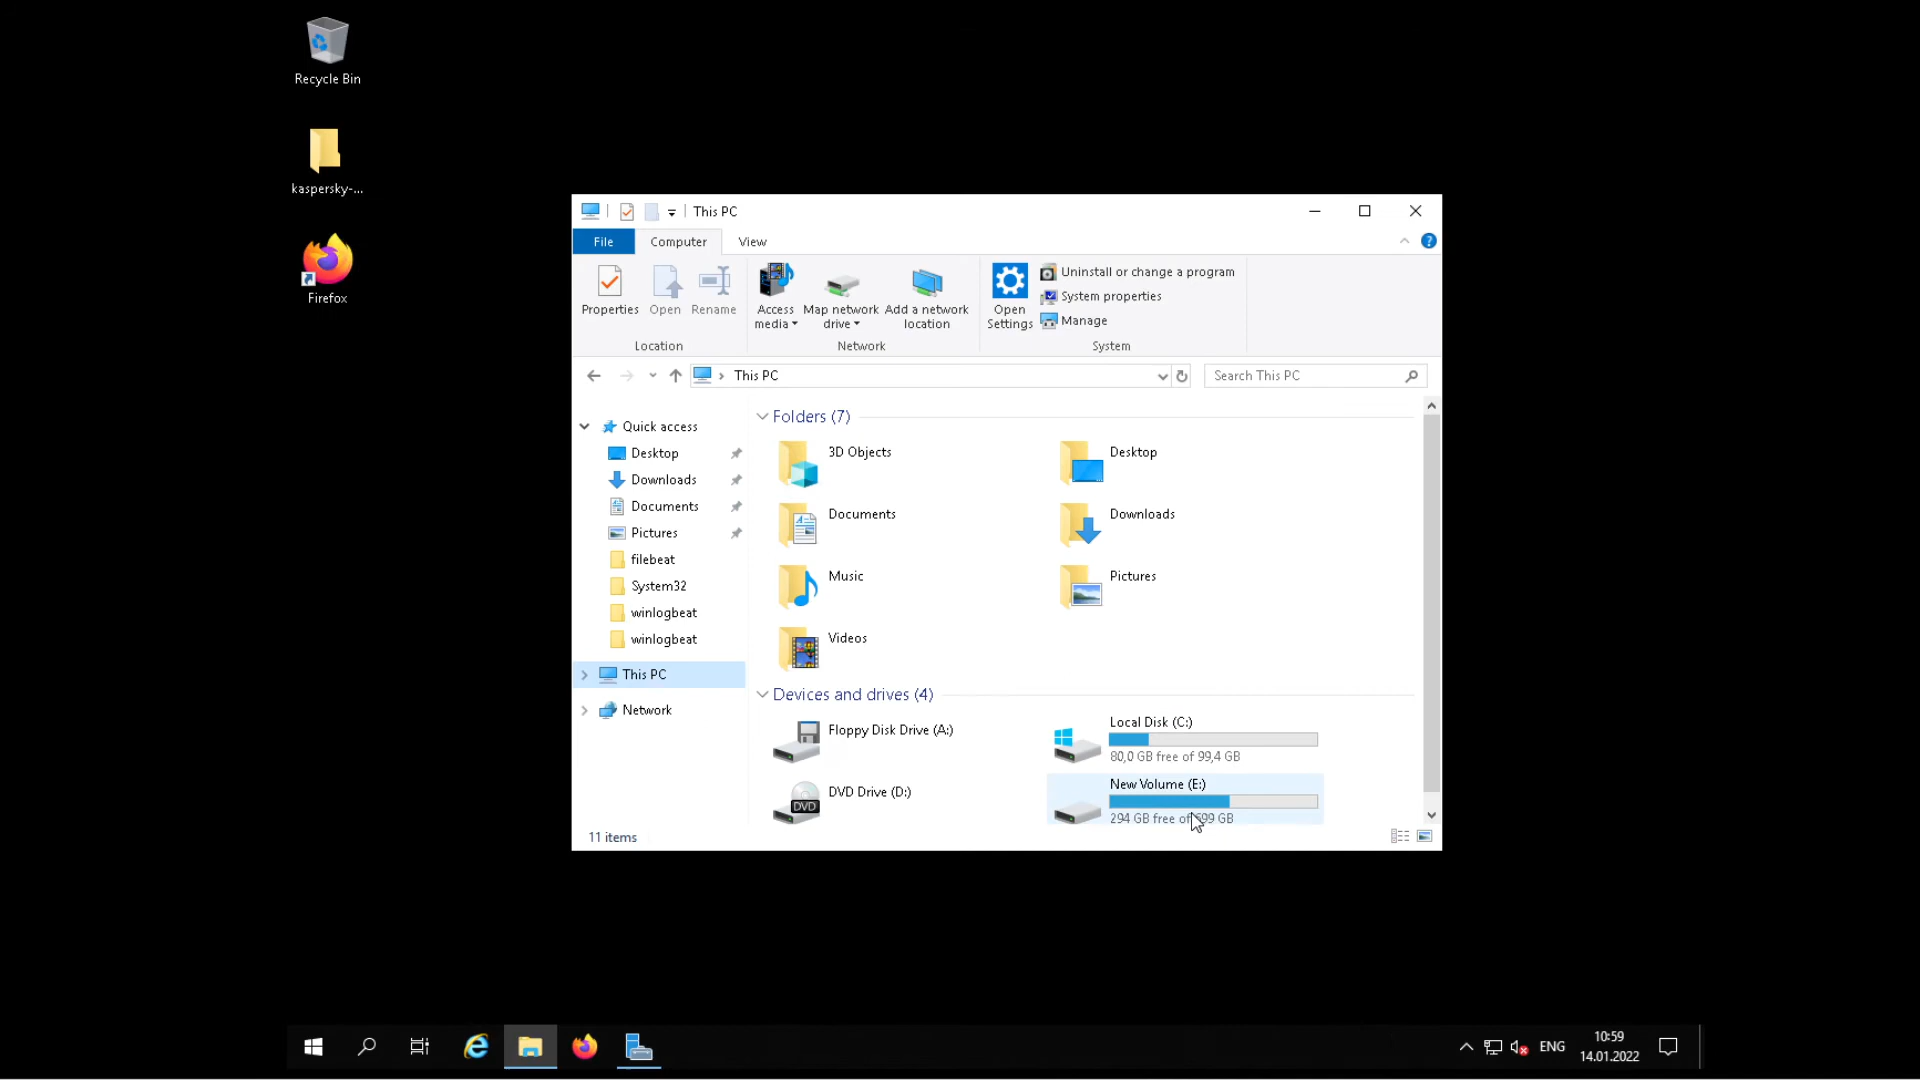 Recycle Bin
kaspersky-...
Firefox
This PC
File
Computer
View
Properties
Open
Rename
Access media
Map network drive
Add a network location
Open Settings
Uninstall or change a program
System properties
Manage
Location
Network
System
This PC
Search This PC
Quick access
Desktop
Downloads
Documents
Pictures
filebeat
System32
winlogbeat
winlogbeat
This PC
Network
Folders (7)
3D Objects
Desktop
Documents
Downloads
Music
Pictures
Videos
Devices and drives (4)
Floppy Disk Drive (A:)
Local Disk (C:)
80,0 GB free of 99,4 GB
DVD
DVD Drive (D:)
New Volume (E:)
294 GB free of 699 GB
11 items
ENG
10:59
14.01.2022